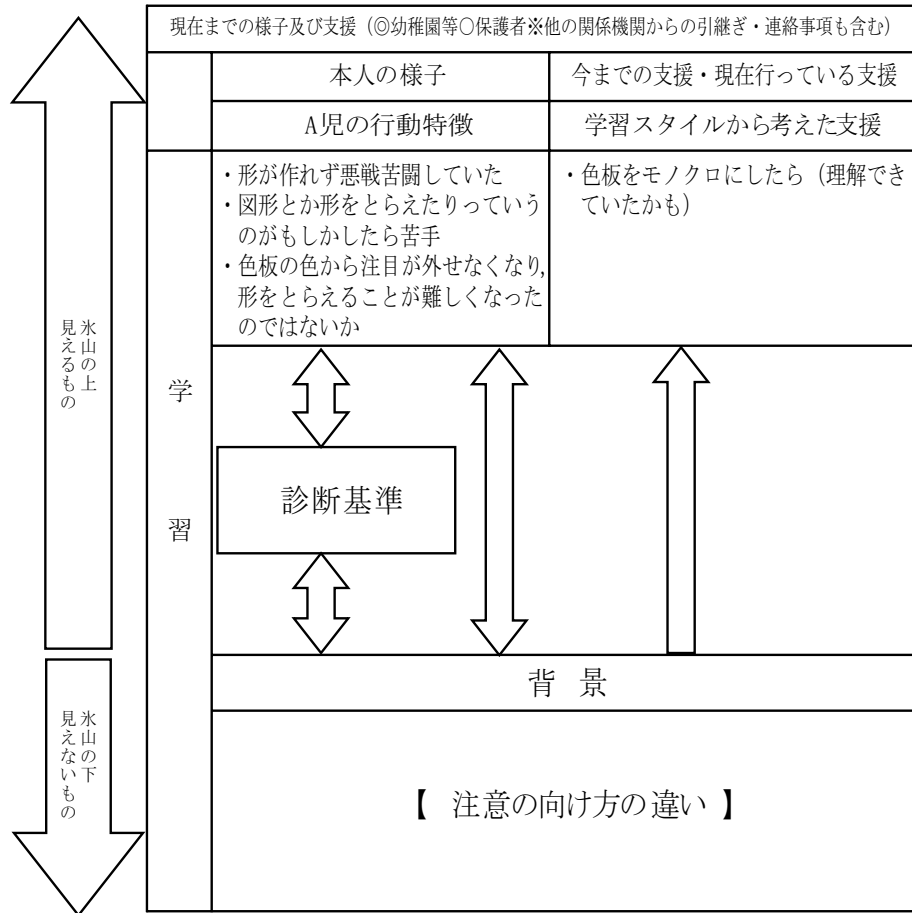 現在までの様子及び支援（◎幼稚園等〇保護者※他の関係機関からの引継ぎ・連絡事項も含む）
本人の様子
今までの支援・現在行っている支援
A児の行動特徴
学習スタイルから考えた支援
・形が作れず悪戦苦闘していた
・図形とか形をとらえたりっていう
のがもしかしたら苦手
・色板の色から注目が外せなくなり,
形をとらえることが難しくなった
のではないか
・色板をモノクロにしたら（理解でき
ていたかも）
氷山の上
見えるもの
学習
診断基準
背景
氷山の下
見えないもの
【 注意の向け方の違い 】